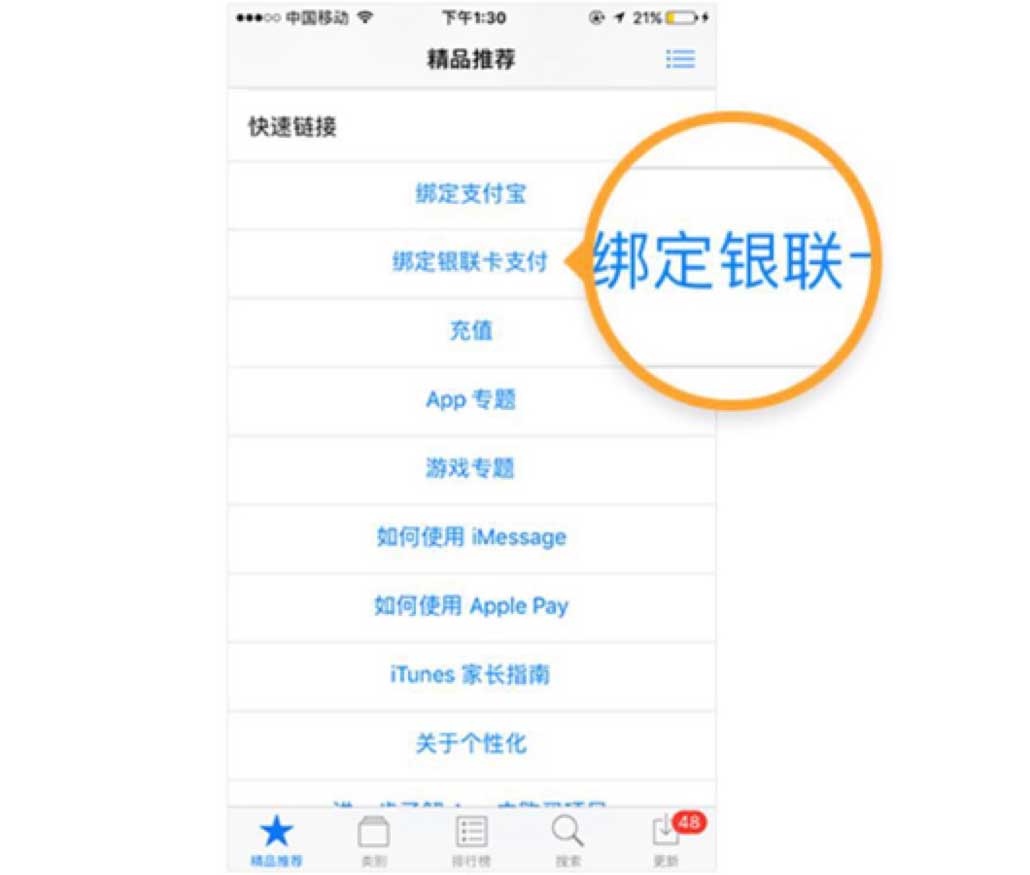 中国移动 下午1:30 21%
精品推荐
快速链接
绑定支付宝
绑定银联卡支付
绑定银联
充值
App 专题
游戏专题
如何使用 iMessage
如何使用 Apple Pay
iTunes 家长指南
关于个性化
48
精品推荐 类别 排行榜 搜索 更新